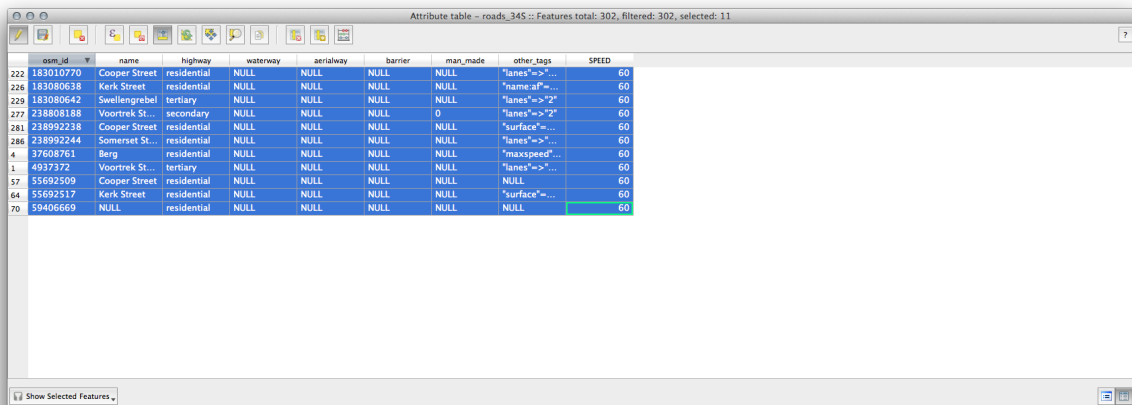 Attribute table – roads_34S :: Features total: 302, filtered: 302, selected: 11
?
osm_id name highway waterway aerialway barrier man_made other_tags SPEED
222 183010770 Cooper Street residential NULL NULL NULL NULL "lanes"=>"... 60
226 183080638 Kerk Street residential NULL NULL NULL NULL "name:af"=... 60
229 183080642 Swellengrebel tertiary NULL NULL NULL NULL "lanes"=>"2" 60
277 238808188 Voortrek St... secondary NULL NULL NULL 0 "lanes"=>"2" 60
281 238992238 Cooper Street residential NULL NULL NULL NULL "surface"=... 60
286 238992244 Somerset St... residential NULL NULL NULL NULL "lanes"=>"... 60
4 37608761 Berg residential NULL NULL NULL NULL "maxspeed"... 60
1 4937372 Voortrek St... tertiary NULL NULL NULL NULL "lanes"=>"... 60
57 55692509 Cooper Street residential NULL NULL NULL NULL NULL 60
64 55692517 Kerk Street residential NULL NULL NULL NULL "surface"=... 60
70 59406669 NULL residential NULL NULL NULL NULL NULL 60
Show Selected Features